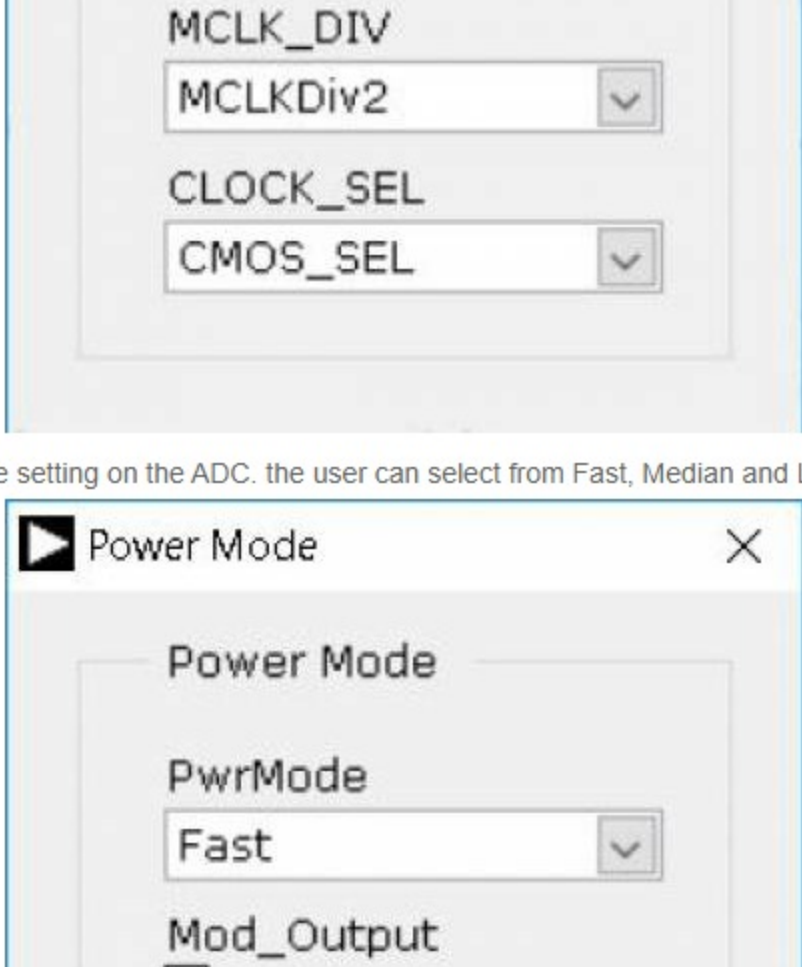 MCLK_DIV
MCLKDiv2
CLOCK_SEL
CMOS_SEL
setting on the ADC. the user can select from Fast, Median and
Power Mode
Power Mode
PwrMode
Fast
Mod_Output